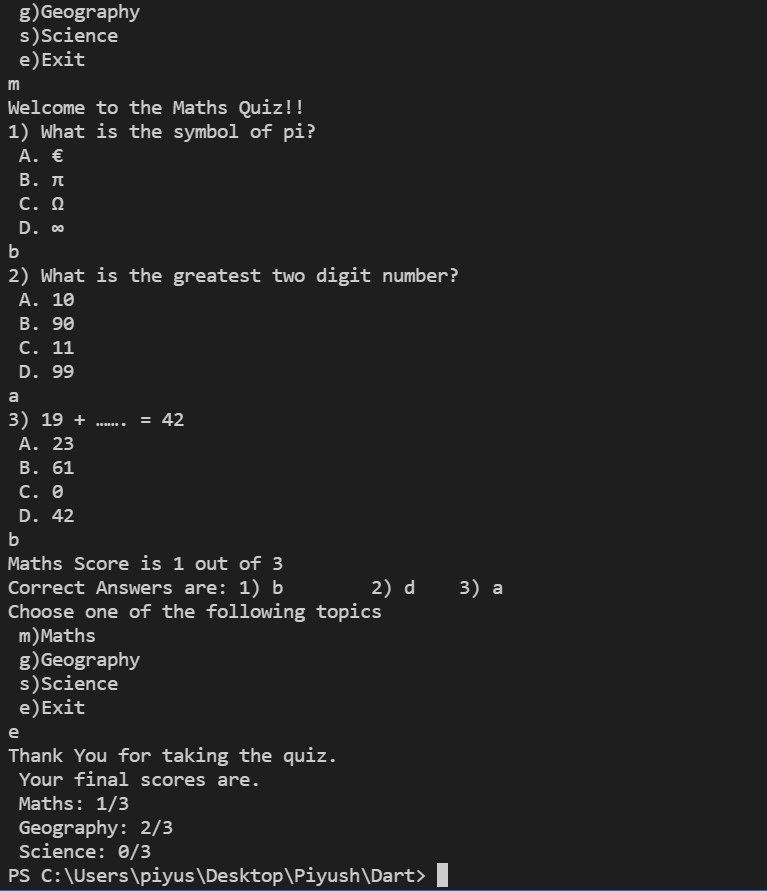 g)Geography
s)Science
e)Exit
m
Welcome to the Maths Quiz!!
1) What is the symbol of pi?
A. €
B. π
C. Ω
D. ∞
b
2) What is the greatest two digit number?
A. 10
B. 90
C. 11
D. 99
a
3) 19 + ……. = 42
A. 23
B. 61
C. 0
D. 42
b
Maths Score is 1 out of 3
Correct Answers are: 1) b        2) d    3) a
Choose one of the following topics
m)Maths
g)Geography
s)Science
e)Exit
e
Thank You for taking the quiz.
Your final scores are.
Maths: 1/3
Geography: 2/3
Science: 0/3
PS C:\Users\piyus\Desktop\Piyush\Dart>